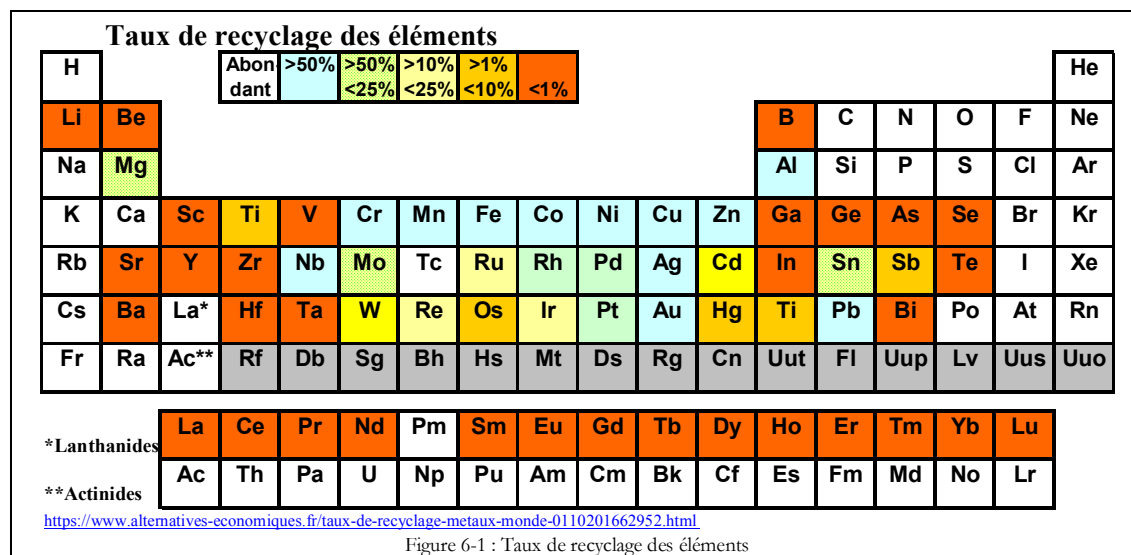 Taux de recyclage des éléments
H Abon- >50% >50% >10% >1% He
dant <25% <25% <10% <1%
Li Be B C N O F Ne
Na Mg Al Si P S Cl Ar
K Ca Sc Ti V Cr Mn Fe Co Ni Cu Zn Ga Ge As Se Br Kr
Rb Sr Y Zr Nb Mo Tc Ru Rh Pd Ag Cd In Sn Sb Te I Xe
Cs Ba La* Hf Ta W Re Os Ir Pt Au Hg Ti Pb Bi Po At Rn
Fr Ra Ac** Rf Db Sg Bh Hs Mt Ds Rg Cn Uut Fl Uup Lv Uus Uuo
*Lanthanides La Ce Pr Nd Pm Sm Eu Gd Tb Dy Ho Er Tm Yb Lu
**Actinides Ac Th Pa U Np Pu Am Cm Bk Cf Es Fm Md No Lr
https://www.alternatives-economiques.fr/taux-de-recyclage-metaux-monde-0110201662952.html
Figure 6-1 : Taux de recyclage des éléments